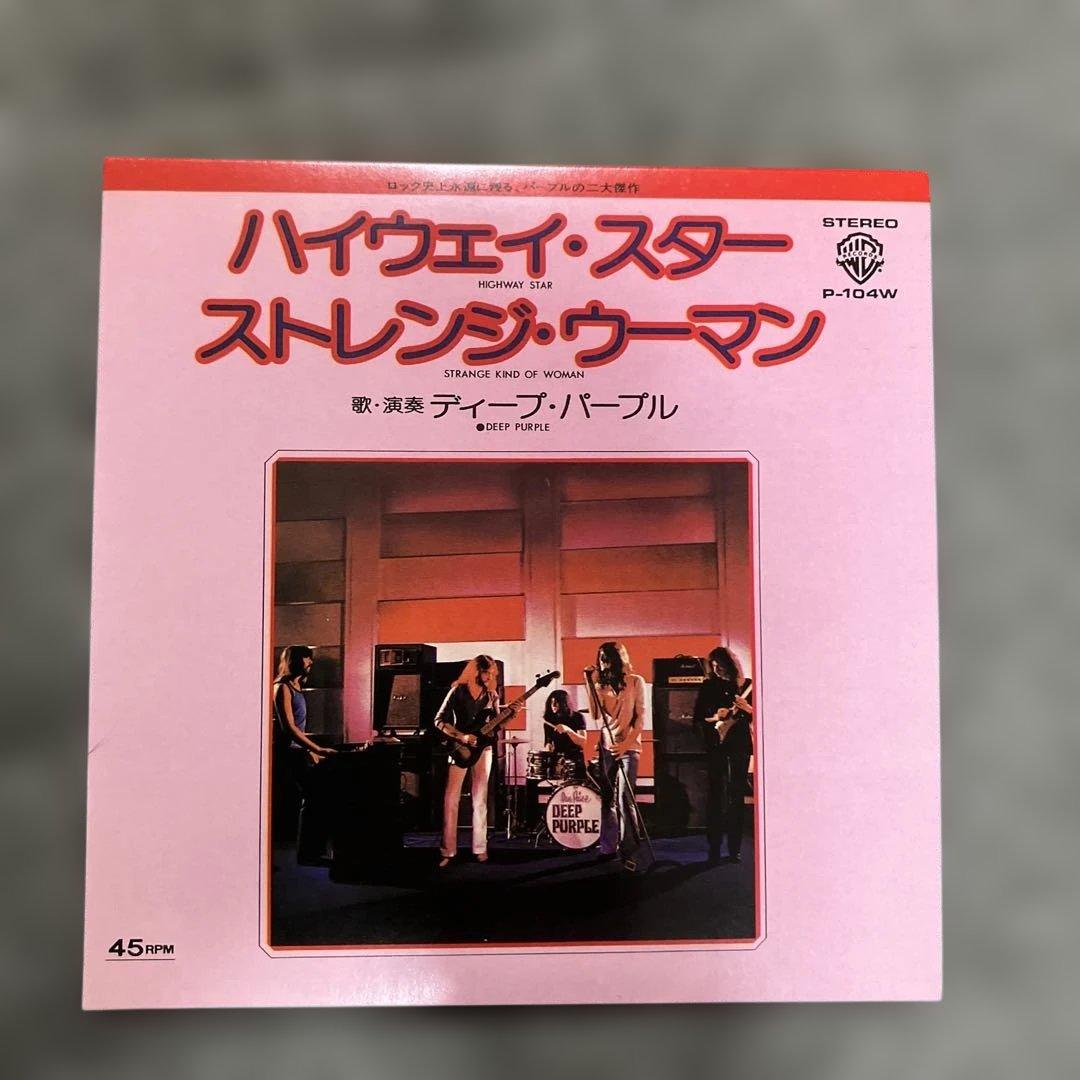 ロック史上永遠に残る、パープルの二大傑作
ハイウェイ・スター
HIGHWAY STAR
ストレンジ・ウーマン
STRANGE KIND OF WOMAN
歌・演奏 ディープ・パープル
●DEEP PURPLE
STEREO
RECORDS
P-104W
Ian Paice
DEEP
PURPLE
45RPM